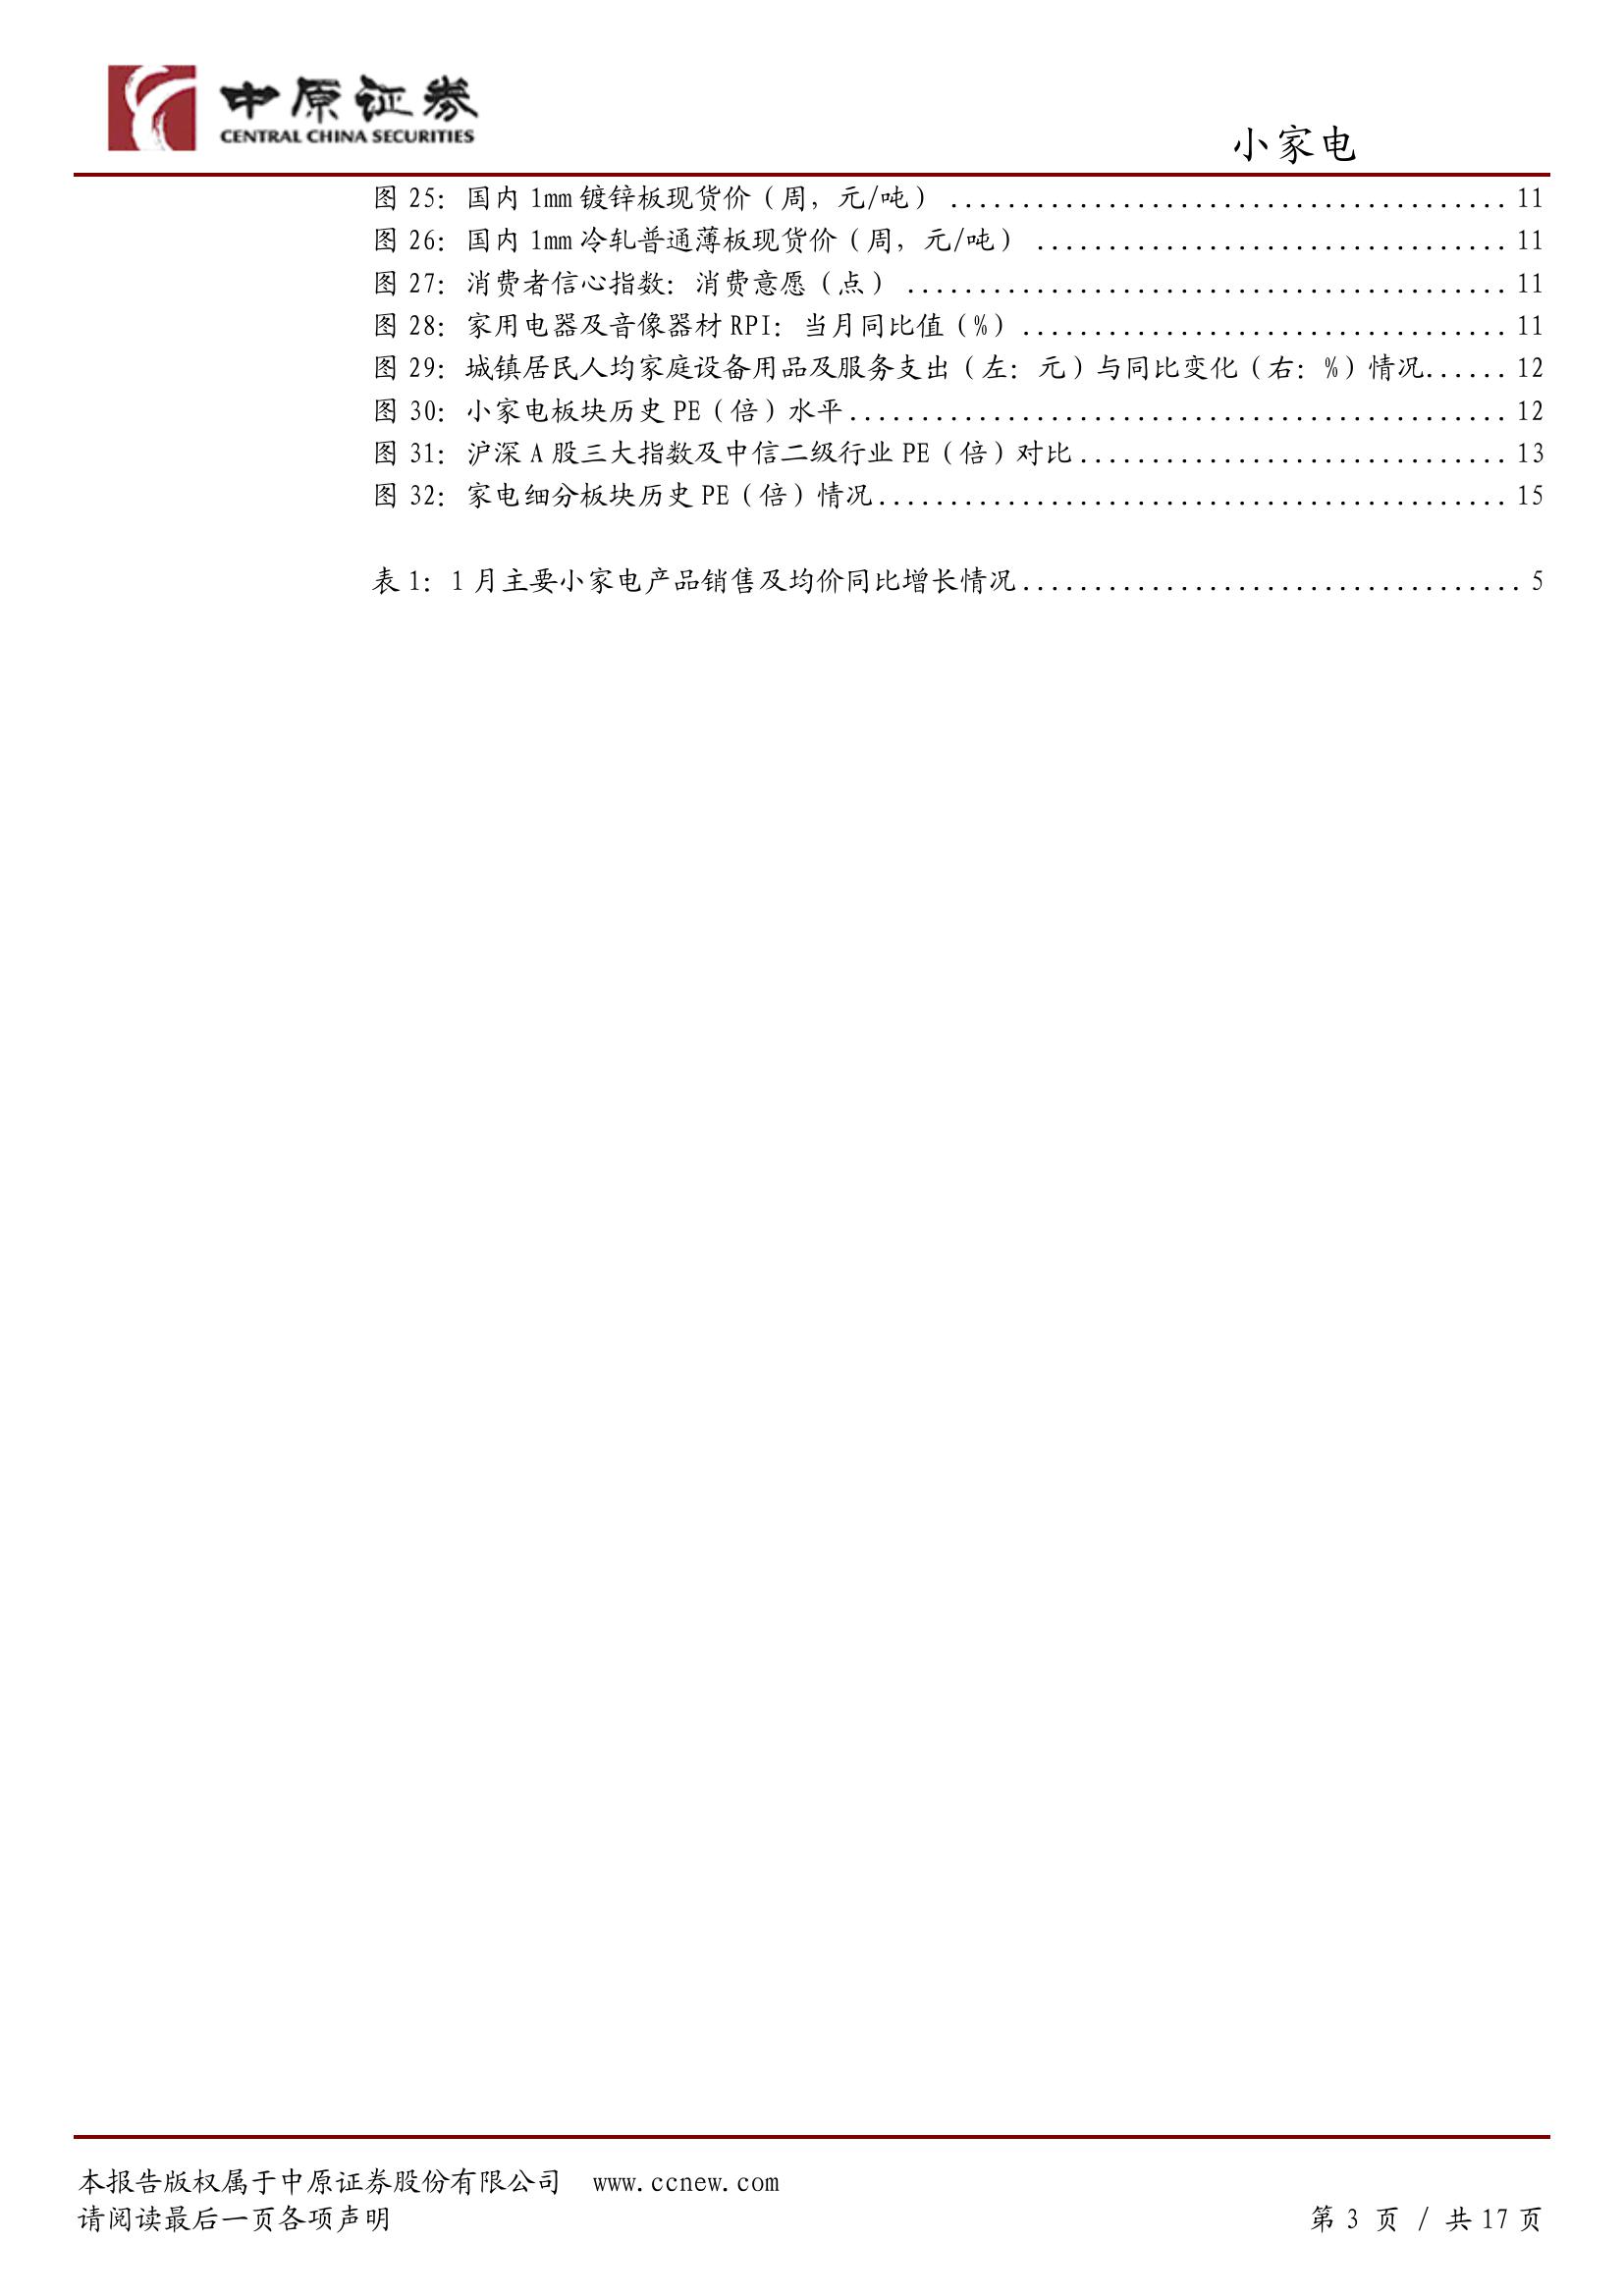 中原证券
CENTRAL CHINA SECURITIES
小家电
图 25：国内 1mm 镀锌板现货价（周，元/吨） ....................................... 11
图 26：国内 1mm 冷轧普通薄板现货价（周，元/吨） ................................. 11
图 27：消费者信心指数：消费意愿（点） .......................................... 11
图 28：家用电器及音像器材 RPI：当月同比值（%） .................................. 11
图 29：城镇居民人均家庭设备用品及服务支出（左：元）与同比变化（右：%）情况...... 12
图 30：小家电板块历史 PE（倍）水平.............................................. 12
图 31：沪深 A 股三大指数及中信二级行业 PE（倍）对比.............................. 13
图 32：家电细分板块历史 PE（倍）情况............................................ 15
表 1：1 月主要小家电产品销售及均价同比增长情况................................... 5
本报告版权属于中原证券股份有限公司 www.ccnew.com
请阅读最后一页各项声明
第 3 页 / 共 17 页